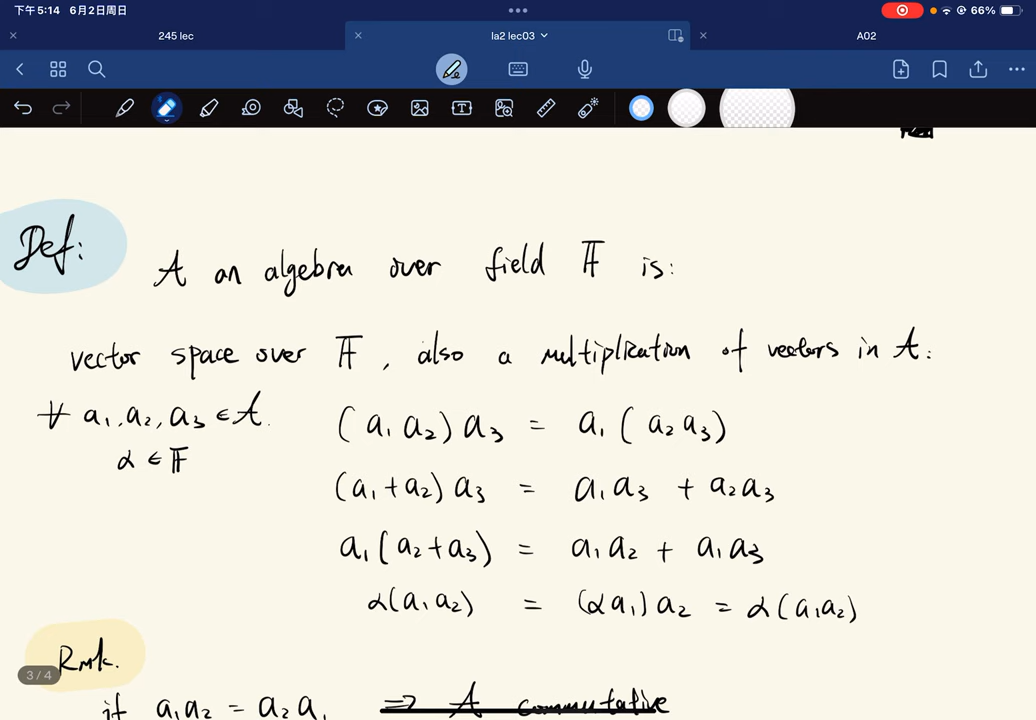 下午5:14 6月2日周日
66%
245 lec
la2 lec03
A02
Def:
A an algebra over field 𝔽 is:
vector space over 𝔽, also a multiplication of vectors in A:
∀ a₁, a₂, a₃ ∈ A.
α ∈ 𝔽
(a₁a₂)a₃ = a₁(a₂a₃)
(a₁+a₂)a₃ = a₁a₃ + a₂a₃
a₁(a₂+a₃) = a₁a₂ + a₁a₃
α(a₁a₂) = (αa₁)a₂ = α(a₁a₂)
Rmk.
3 / 4
if a₁a₂ = a₂a₁ ⇒ A commutative